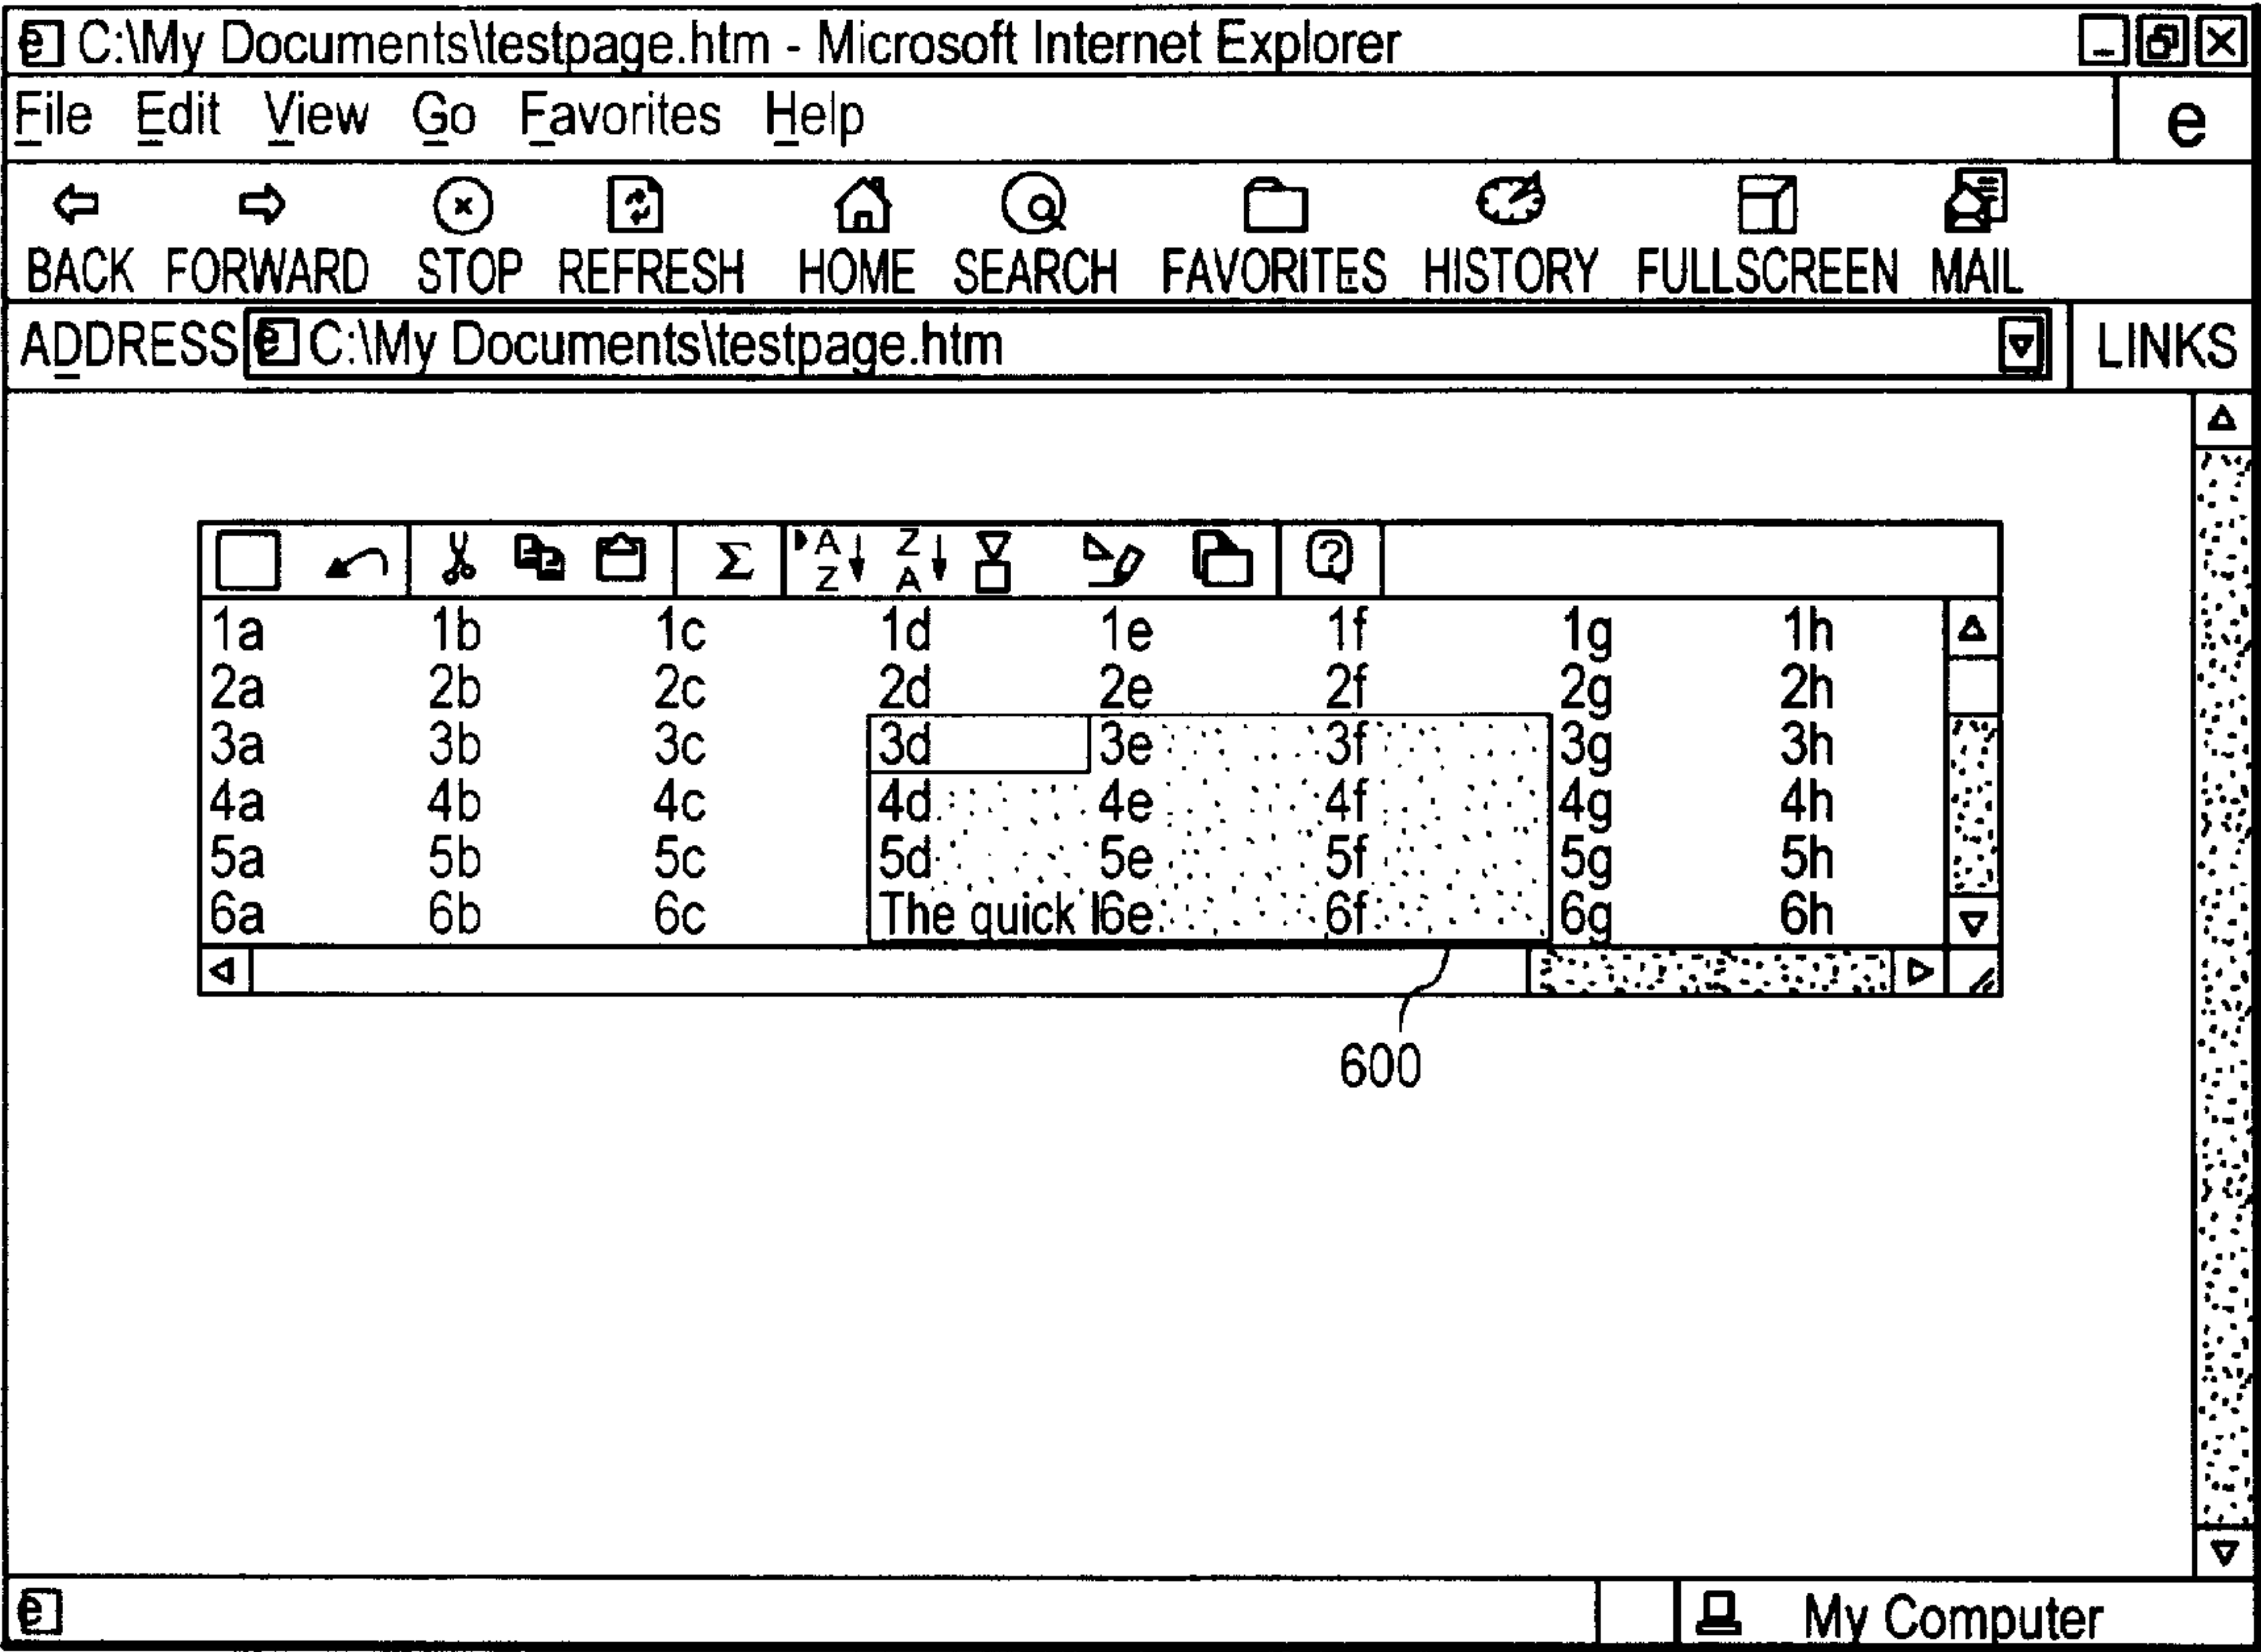 C:\My Documents\testpage.htm - Microsoft Internet Explorer
File Edit View Go Favorites Help
BACK FORWARD STOP REFRESH HOME SEARCH FAVORITES HISTORY FULLSCREEN MAIL
ADDRESS C:\My Documents\testpage.htm LINKS
1a 1b 1c 1d 1e 1f 1g 1h
2a 2b 2c 2d 2e 2f 2g 2h
3a 3b 3c 3d 3e 3f 3g 3h
4a 4b 4c 4d 4e 4f 4g 4h
5a 5b 5c 5d 5e 5f 5g 5h
6a 6b 6c The quick 6e 6f 6g 6h
600
My Computer